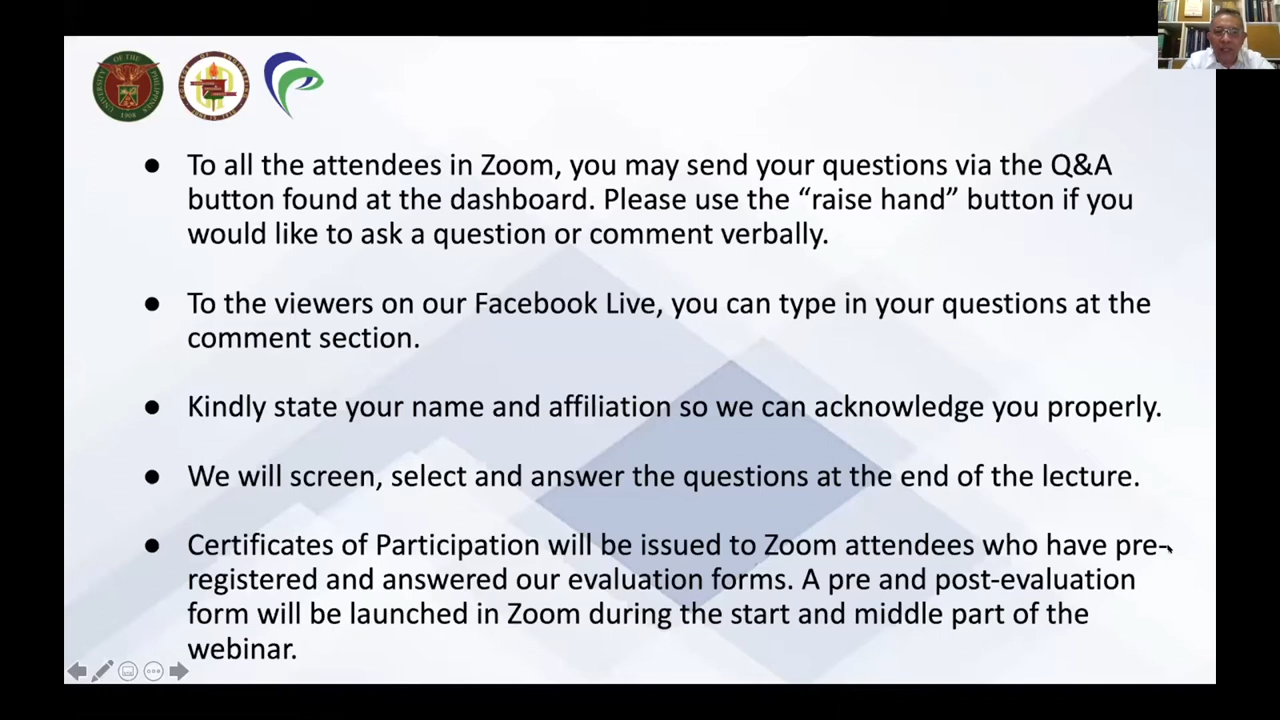 UNIVERSITY OF THE PHILIPPINES
1908
● To all the attendees in Zoom, you may send your questions via the Q&A
button found at the dashboard. Please use the “raise hand” button if you
would like to ask a question or comment verbally.
● To the viewers on our Facebook Live, you can type in your questions at the
comment section.
● Kindly state your name and affiliation so we can acknowledge you properly.
● We will screen, select and answer the questions at the end of the lecture.
● Certificates of Participation will be issued to Zoom attendees who have pre-
registered and answered our evaluation forms. A pre and post-evaluation
form will be launched in Zoom during the start and middle part of the
webinar.